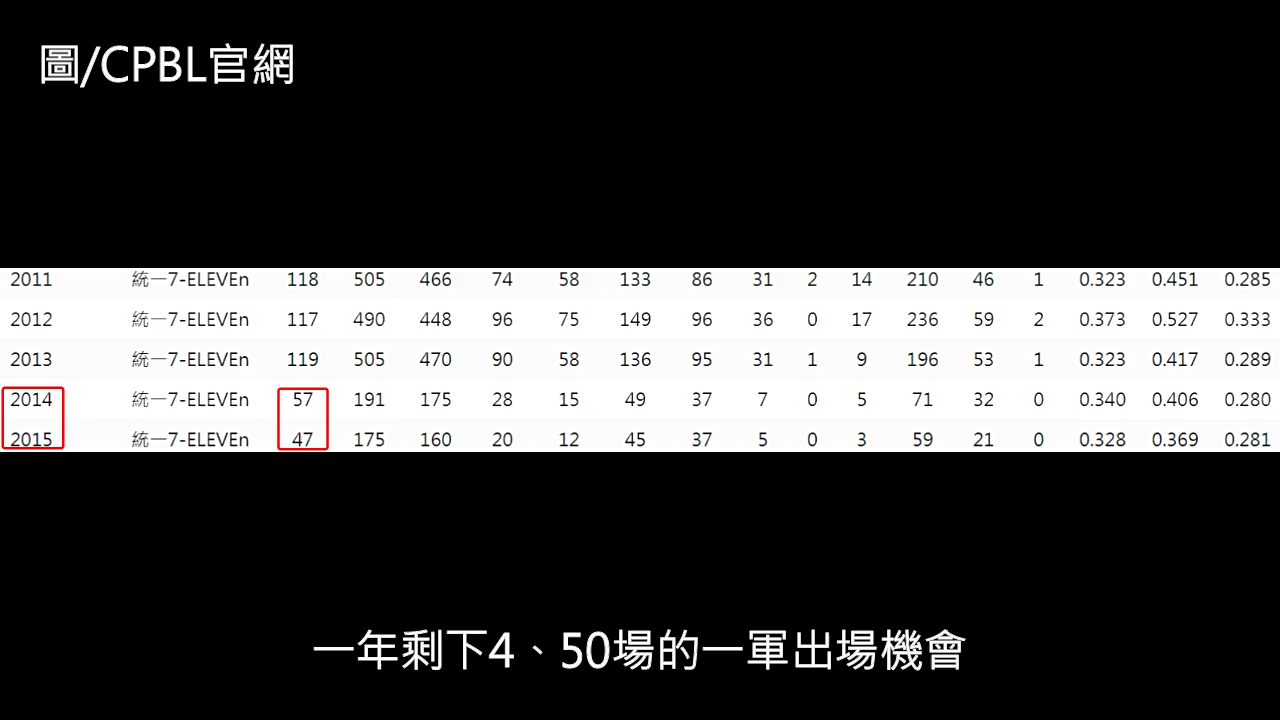 圖/CPBL官網
2011 統一7-ELEVEn 118 505 466 74 58 133 86 31 2 14 210 46 1 0.323 0.451 0.285
2012 統一7-ELEVEn 117 490 448 96 75 149 96 36 0 17 236 59 2 0.373 0.527 0.333
2013 統一7-ELEVEn 119 505 470 90 58 136 95 31 1 9 196 53 1 0.323 0.417 0.289
2014 統一7-ELEVEn 57 191 175 28 15 49 37 7 0 5 71 32 0 0.340 0.406 0.280
2015 統一7-ELEVEn 47 175 160 20 12 45 37 5 0 3 59 21 0 0.328 0.369 0.281
一年剩下4、50場的一軍出場機會